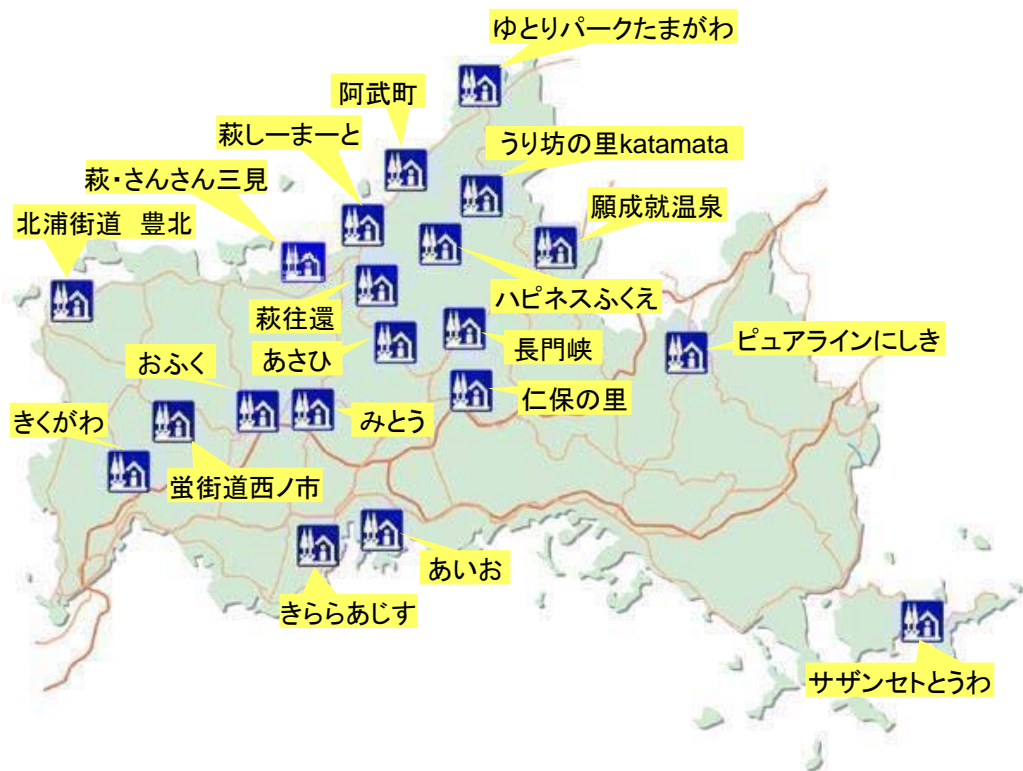 ゆとりパークたまがわ
阿武町
萩しーまーと
うり坊の里katamata
萩・さんさん三見
願成就温泉
北浦街道　豊北
ハピネスふくえ
萩往還
長門峡
ピュアラインにしき
おふく
あさひ
仁保の里
きくがわ
みとう
蛍街道西ノ市
あいお
きららあじす
サザンセトとうわ